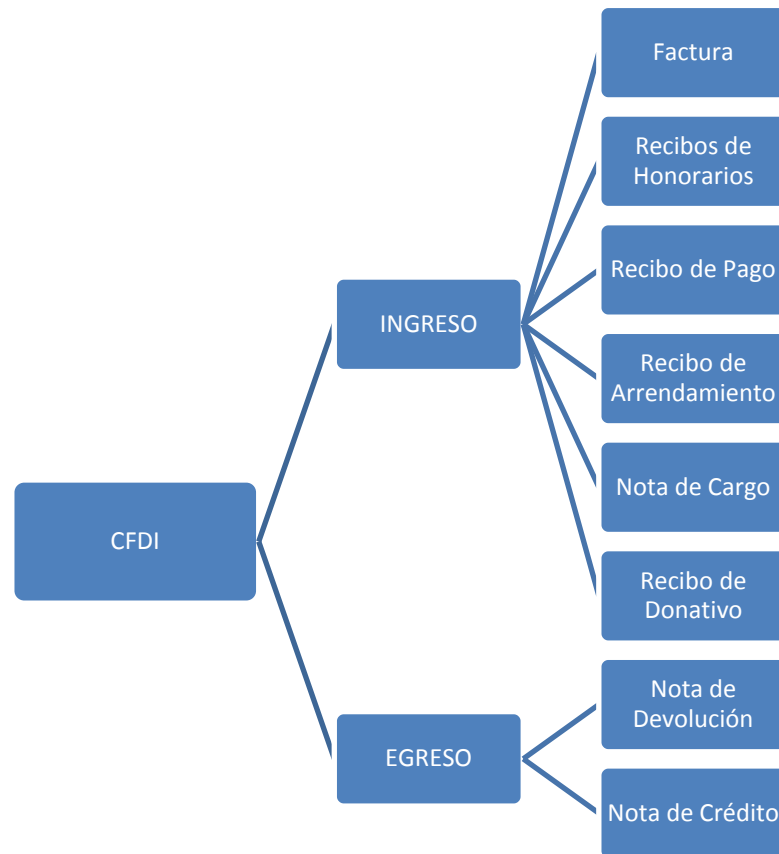 Factura
Recibos de
Honorarios
Recibo de Pago
INGRESO
Recibo de
Arrendamiento
Nota de Cargo
CFDI
Recibo de
Donativo
Nota de
Devolución
EGRESO
Nota de Crédito